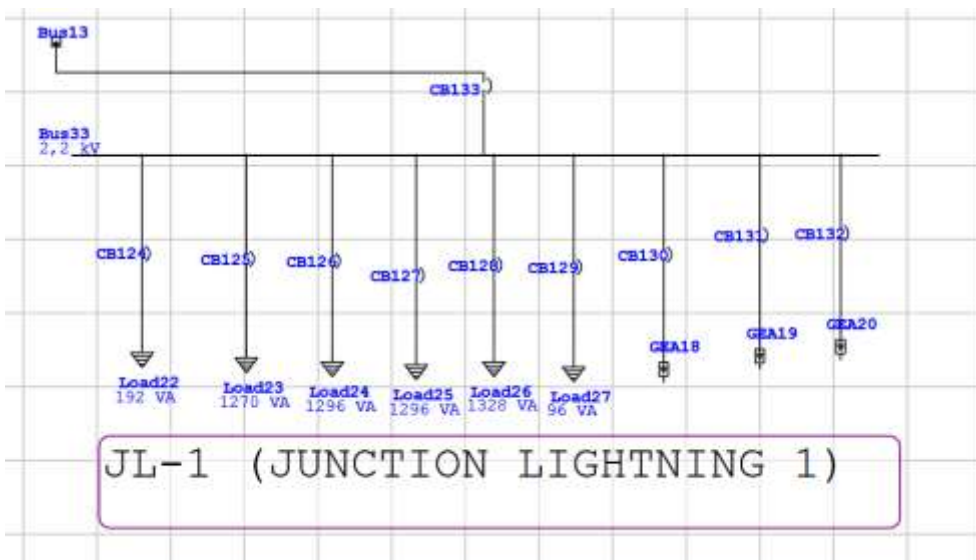 Bus13
CB133
Bus33
2,2 kV
CB124
CB125
CB126
CB127
CB128
CB129
CB130
CB131
CB132
GEA18
GEA19
GEA20
Load22
192 VA
Load23
1270 VA
Load24
1296 VA
Load25
1296 VA
Load26
1328 VA
Load27
96 VA
JL-1 (JUNCTION LIGHTNING 1)